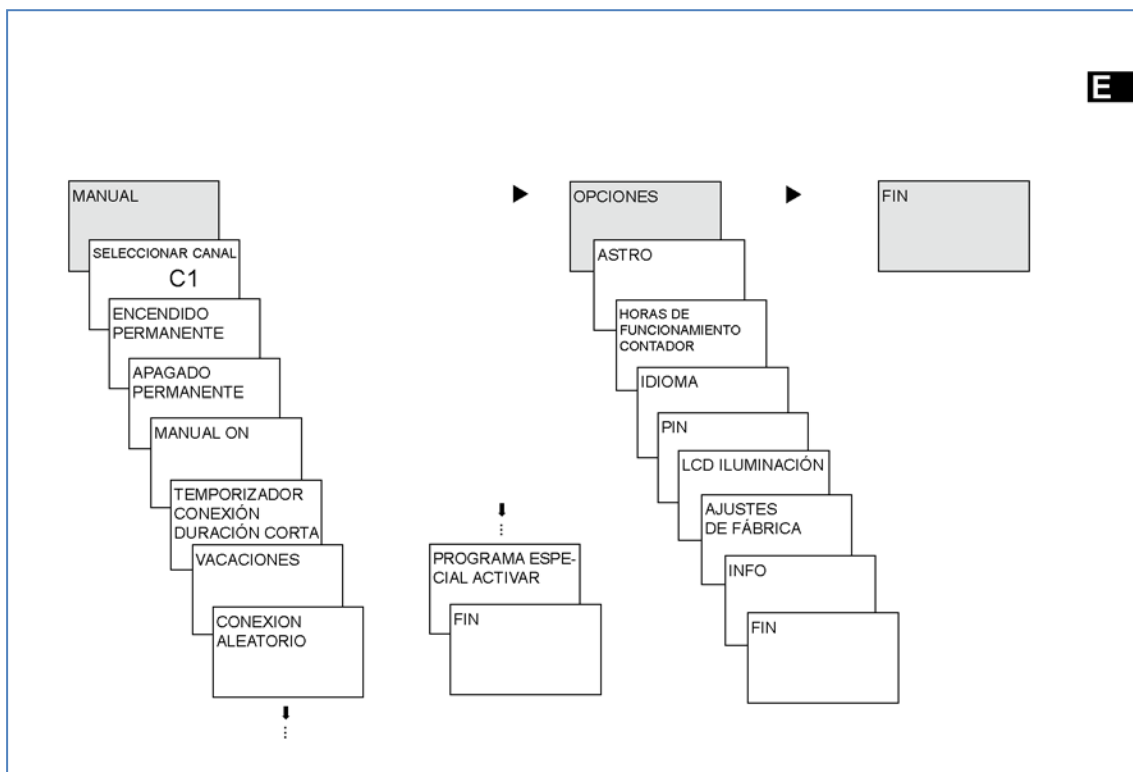 E
MANUAL
SELECCIONAR CANAL
C1
ENCENDIDO
PERMANENTE
APAGADO
PERMANENTE
MANUAL ON
TEMPORIZADOR
CONEXIÓN
DURACIÓN CORTA
VACACIONES
CONEXION
ALEATORIO
PROGRAMA ESPE-
CIAL ACTIVAR
FIN
OPCIONES
ASTRO
HORAS DE
FUNCIONAMIENTO
CONTADOR
IDIOMA
PIN
LCD ILUMINACIÓN
AJUSTES
DE FÁBRICA
INFO
FIN
FIN